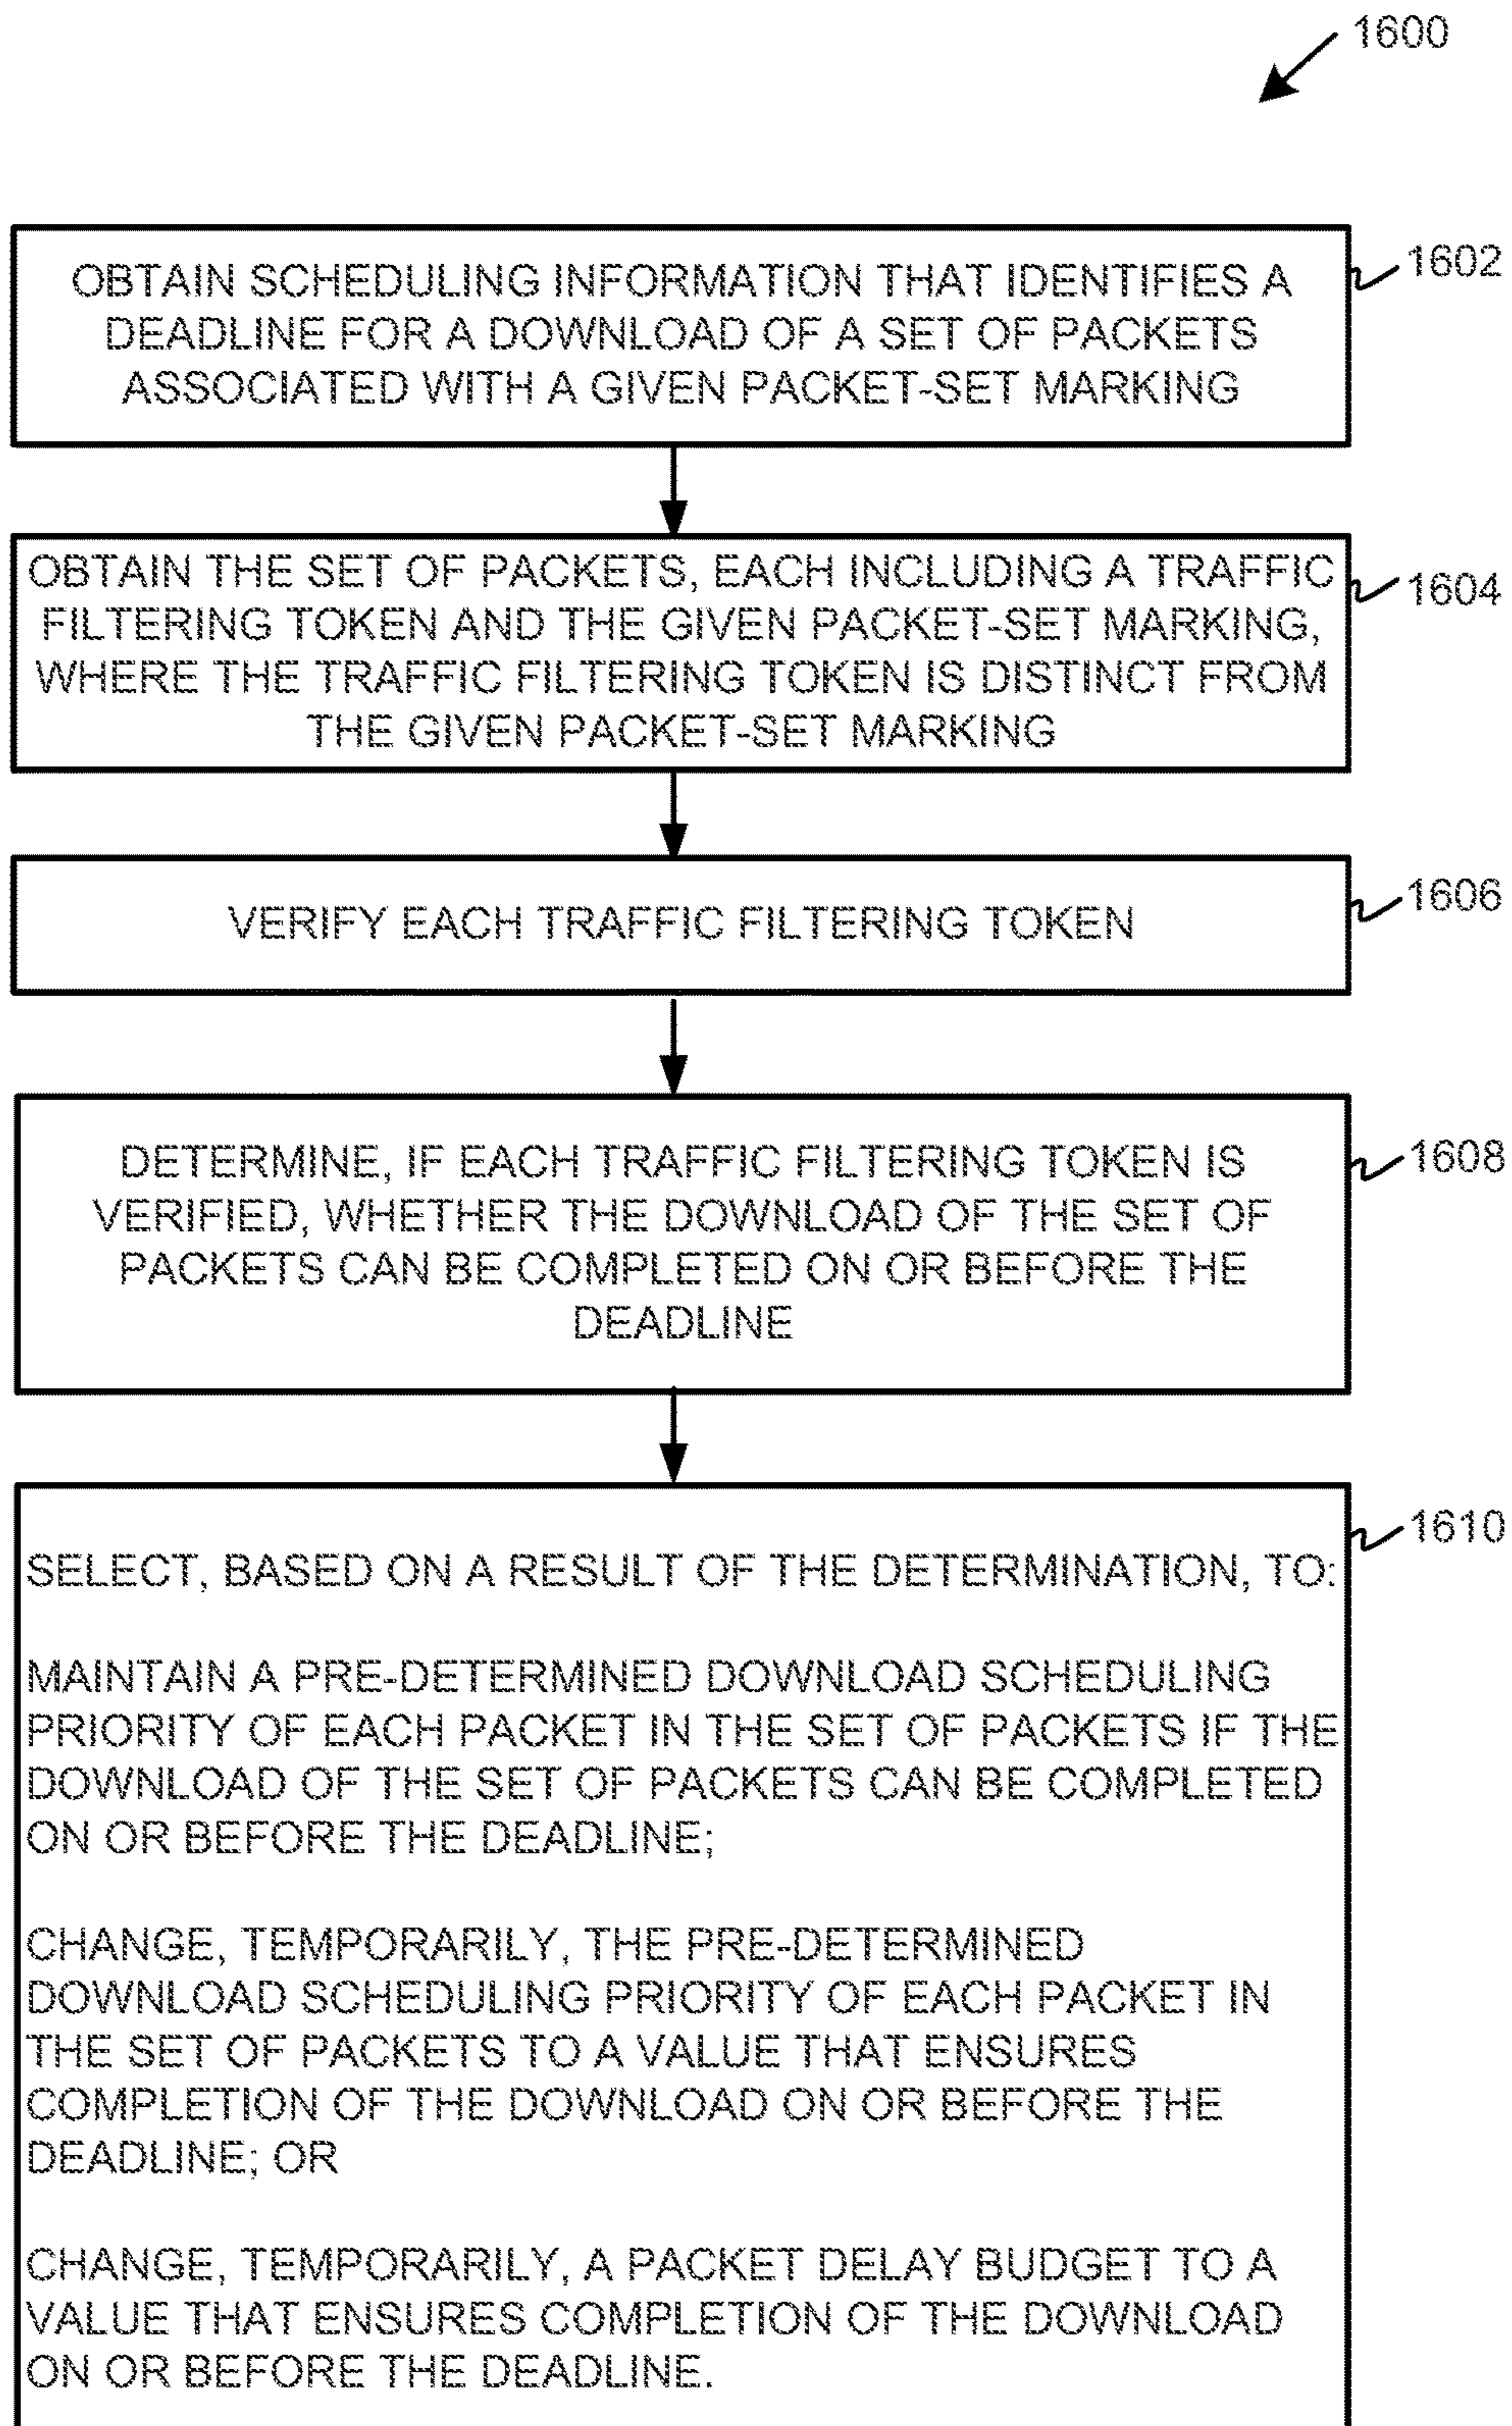 1600
OBTAIN SCHEDULING INFORMATION THAT IDENTIFIES A
DEADLINE FOR A DOWNLOAD OF A SET OF PACKETS
ASSOCIATED WITH A GIVEN PACKET-SET MARKING
1602
OBTAIN THE SET OF PACKETS, EACH INCLUDING A TRAFFIC
FILTERING TOKEN AND THE GIVEN PACKET-SET MARKING,
WHERE THE TRAFFIC FILTERING TOKEN IS DISTINCT FROM
THE GIVEN PACKET-SET MARKING
1604
VERIFY EACH TRAFFIC FILTERING TOKEN
1606
DETERMINE, IF EACH TRAFFIC FILTERING TOKEN IS
VERIFIED, WHETHER THE DOWNLOAD OF THE SET OF
PACKETS CAN BE COMPLETED ON OR BEFORE THE
DEADLINE
1608
SELECT, BASED ON A RESULT OF THE DETERMINATION, TO:
1610
MAINTAIN A PRE-DETERMINED DOWNLOAD SCHEDULING
PRIORITY OF EACH PACKET IN THE SET OF PACKETS IF THE
DOWNLOAD OF THE SET OF PACKETS CAN BE COMPLETED
ON OR BEFORE THE DEADLINE;
CHANGE, TEMPORARILY, THE PRE-DETERMINED
DOWNLOAD SCHEDULING PRIORITY OF EACH PACKET IN
THE SET OF PACKETS TO A VALUE THAT ENSURES
COMPLETION OF THE DOWNLOAD ON OR BEFORE THE
DEADLINE; OR
CHANGE, TEMPORARILY, A PACKET DELAY BUDGET TO A
VALUE THAT ENSURES COMPLETION OF THE DOWNLOAD
ON OR BEFORE THE DEADLINE.